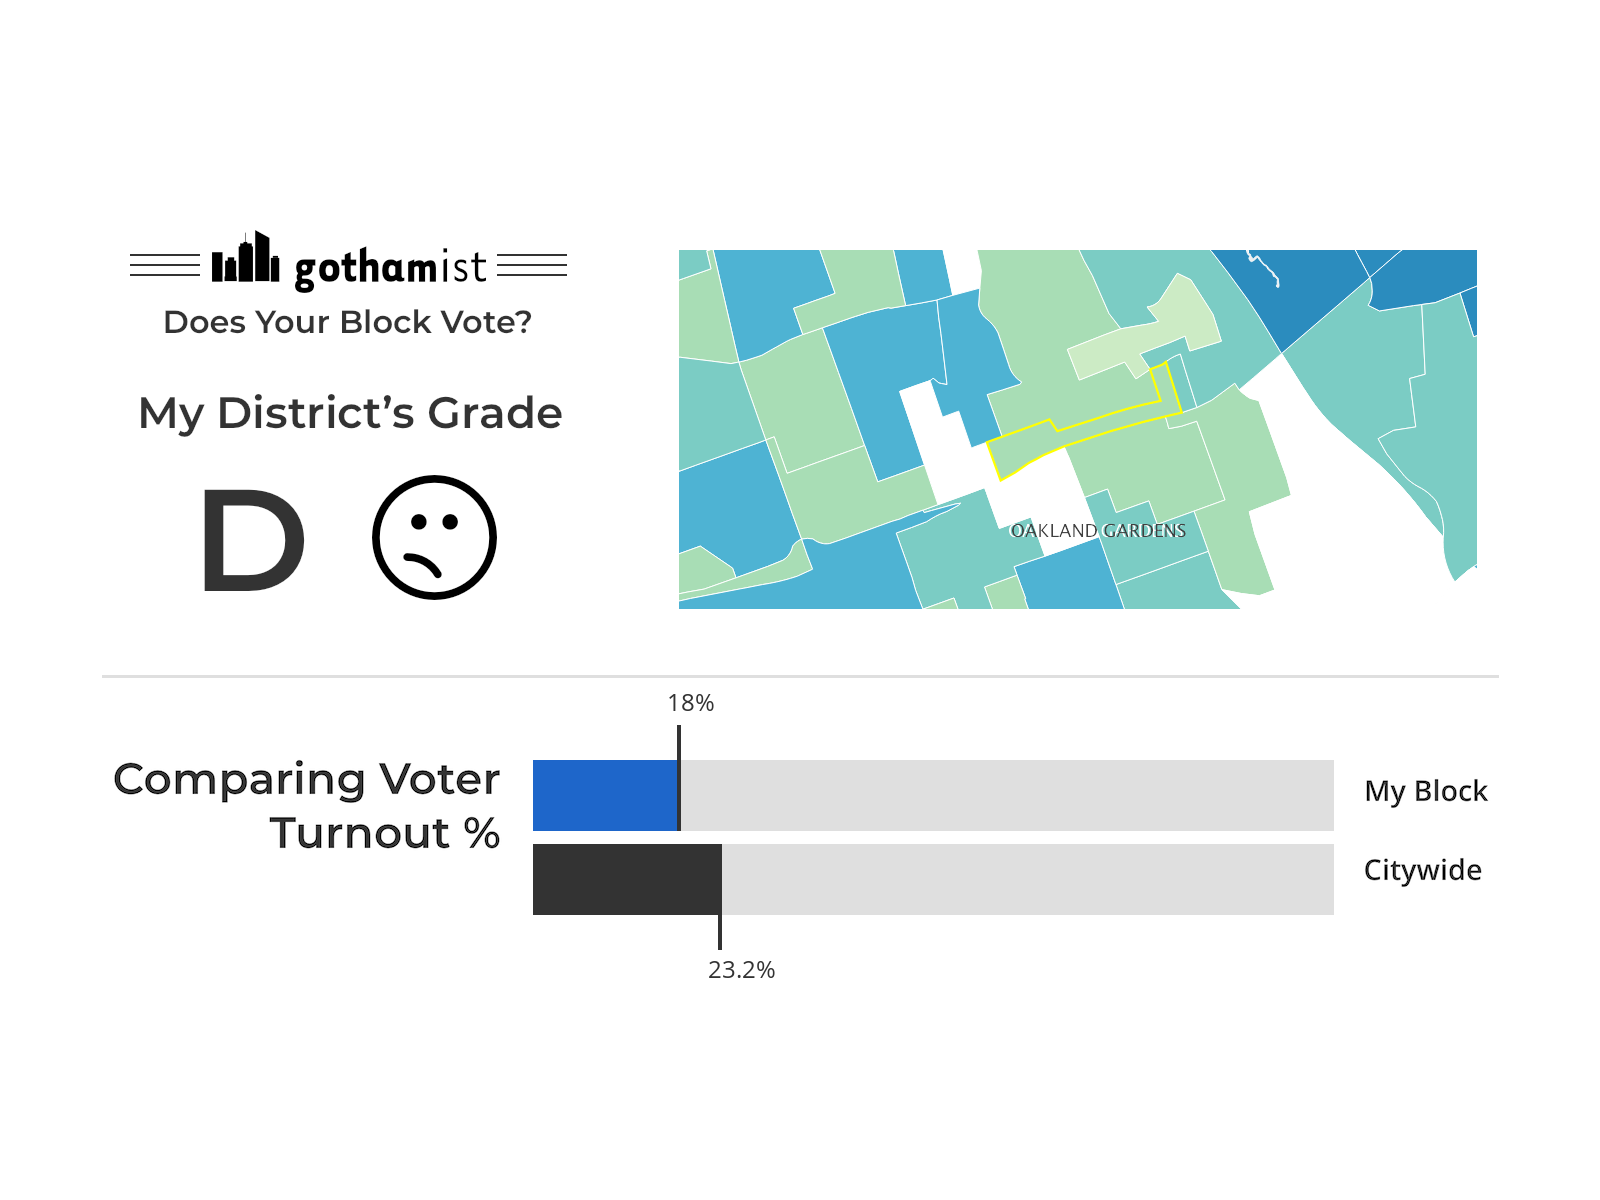 gothamist
Does Your Block Vote?
My District’s Grade
D
OAKLAND GARDENS
18%
Comparing Voter
Turnout %
My Block
Citywide
23.2%